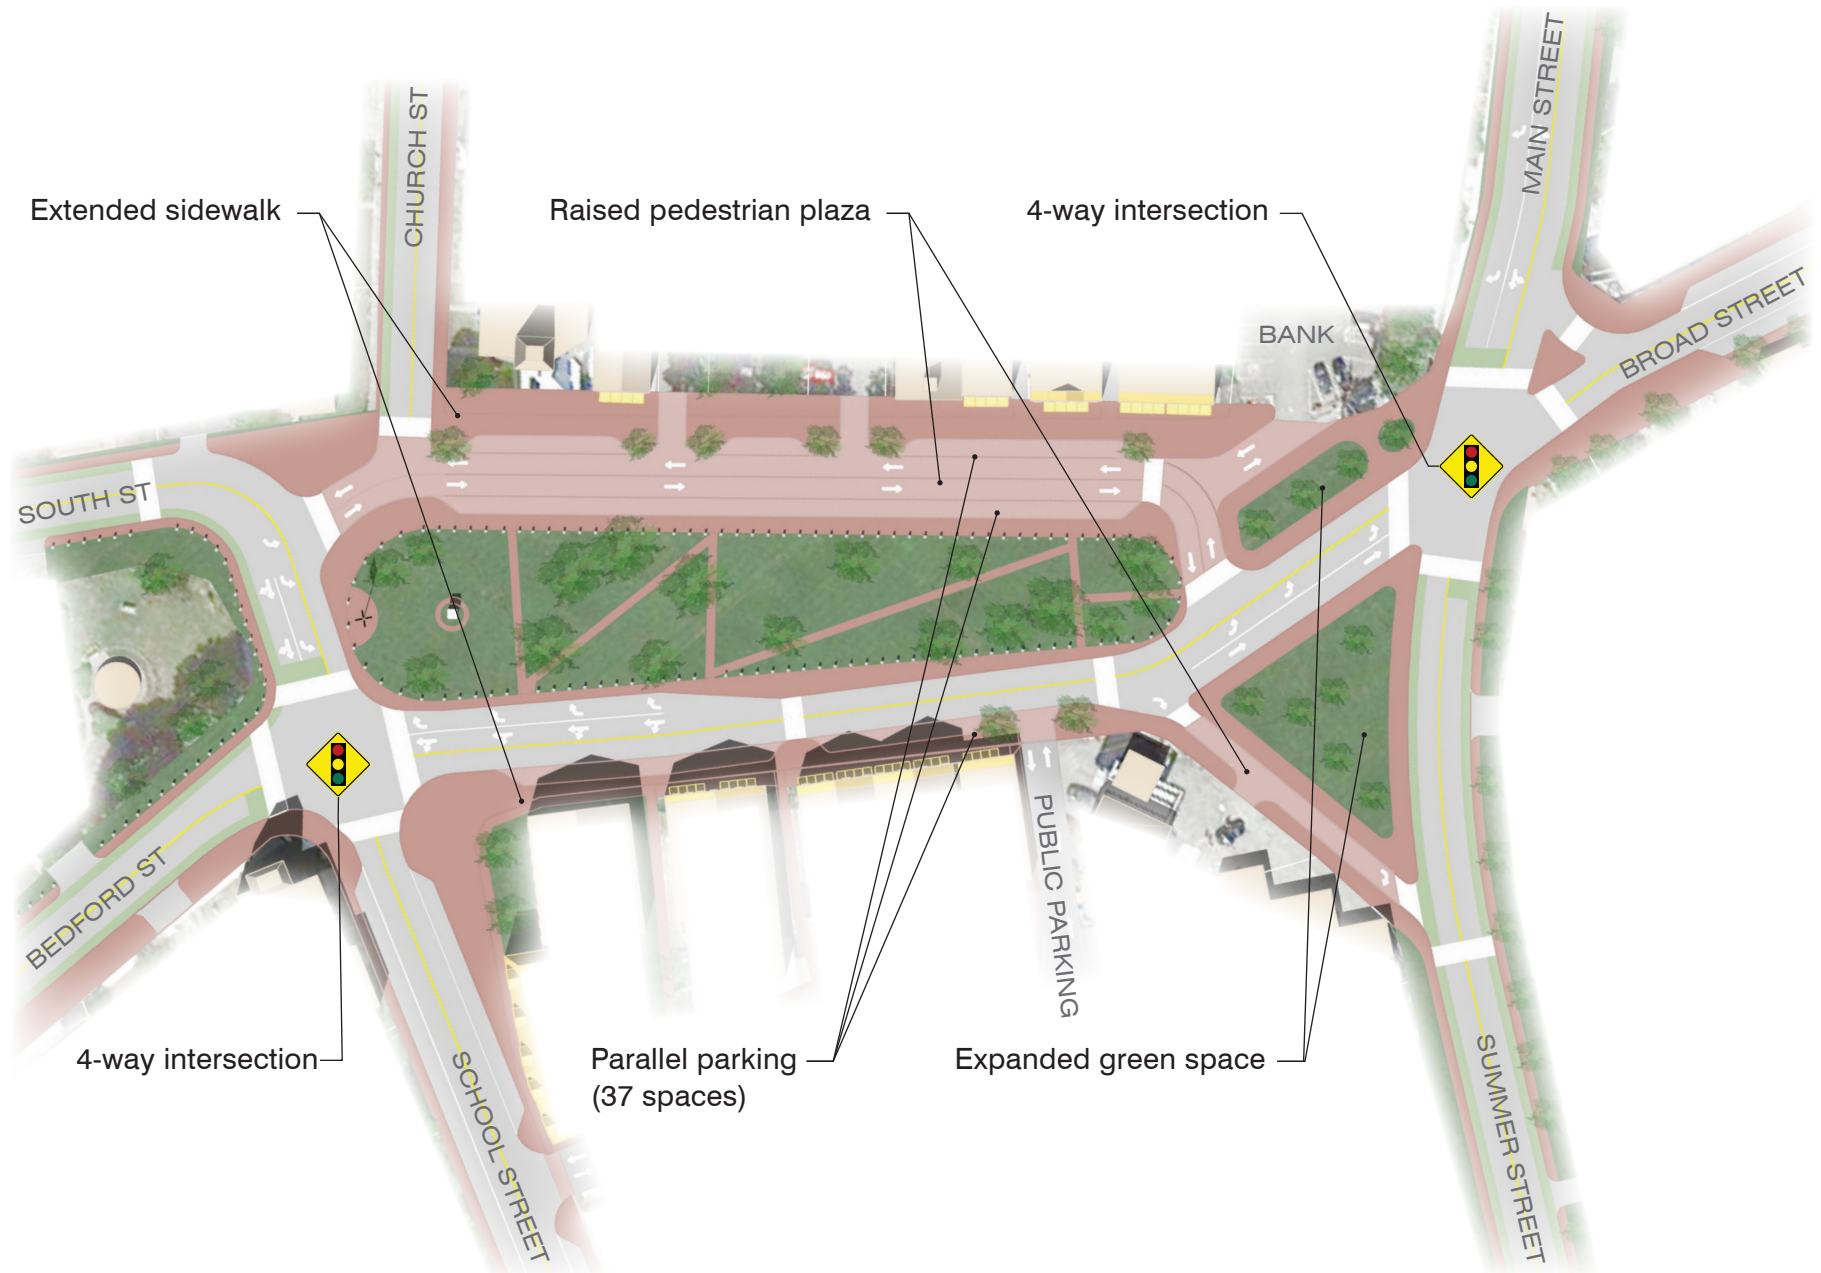 MAIN STREET
CHURCH ST
Extended sidewalk
Raised pedestrian plaza
4-way intersection
BROAD STREET
BANK
SOUTH ST
BEDFORD ST
PUBLIC PARKING
4-way intersection
Parallel parking
(37 spaces)
Expanded green space
SCHOOL STREET
SUMMER STREET